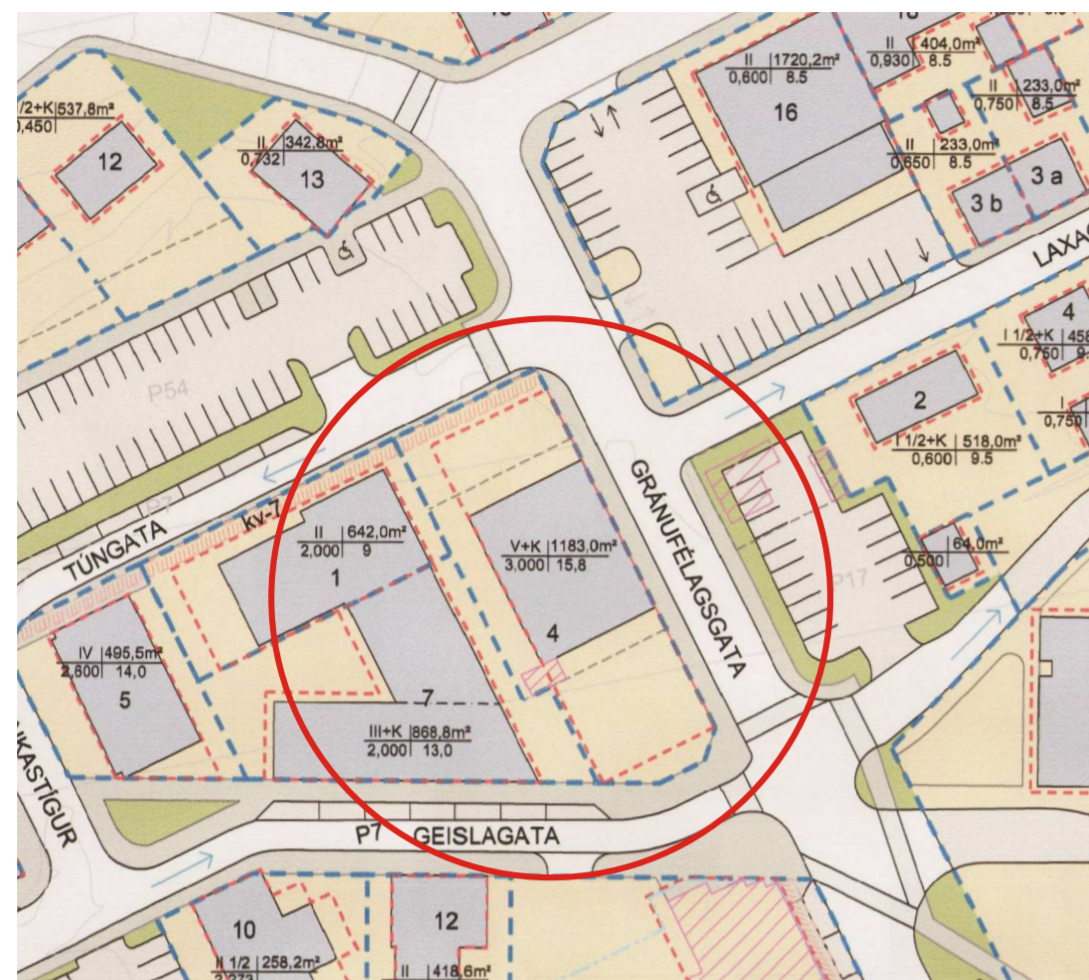 II 404,0m²
0,930 8.5
II 1720,2m²
0,600 8.5
16
II 233,0m²
0,750 8.5
1/2+K 537,8m²
0,450
12
II 342,8m²
0,732
13
II 233,0m²
0,650 8.5
3 a
3 b
4
I 1/2+K 458
0,750
2
I 1/2+K 518,0m²
0,600 9.5
I
0,750
P54
P7
kv-7
TÚNGATA
II 642,0m²
2,000 9
1
V+K 1183.0m²
3,000 15,8
4
GRÁNUFÉLAGSGATA
64,0m²
0,500
P17
IV 495,5m²
2,600 14,0
5
7
III+K 868,8m²
2,000 13,0
P7 GEISLAGATA
10
II 1/2 258,2m²
12
II 418,6m²